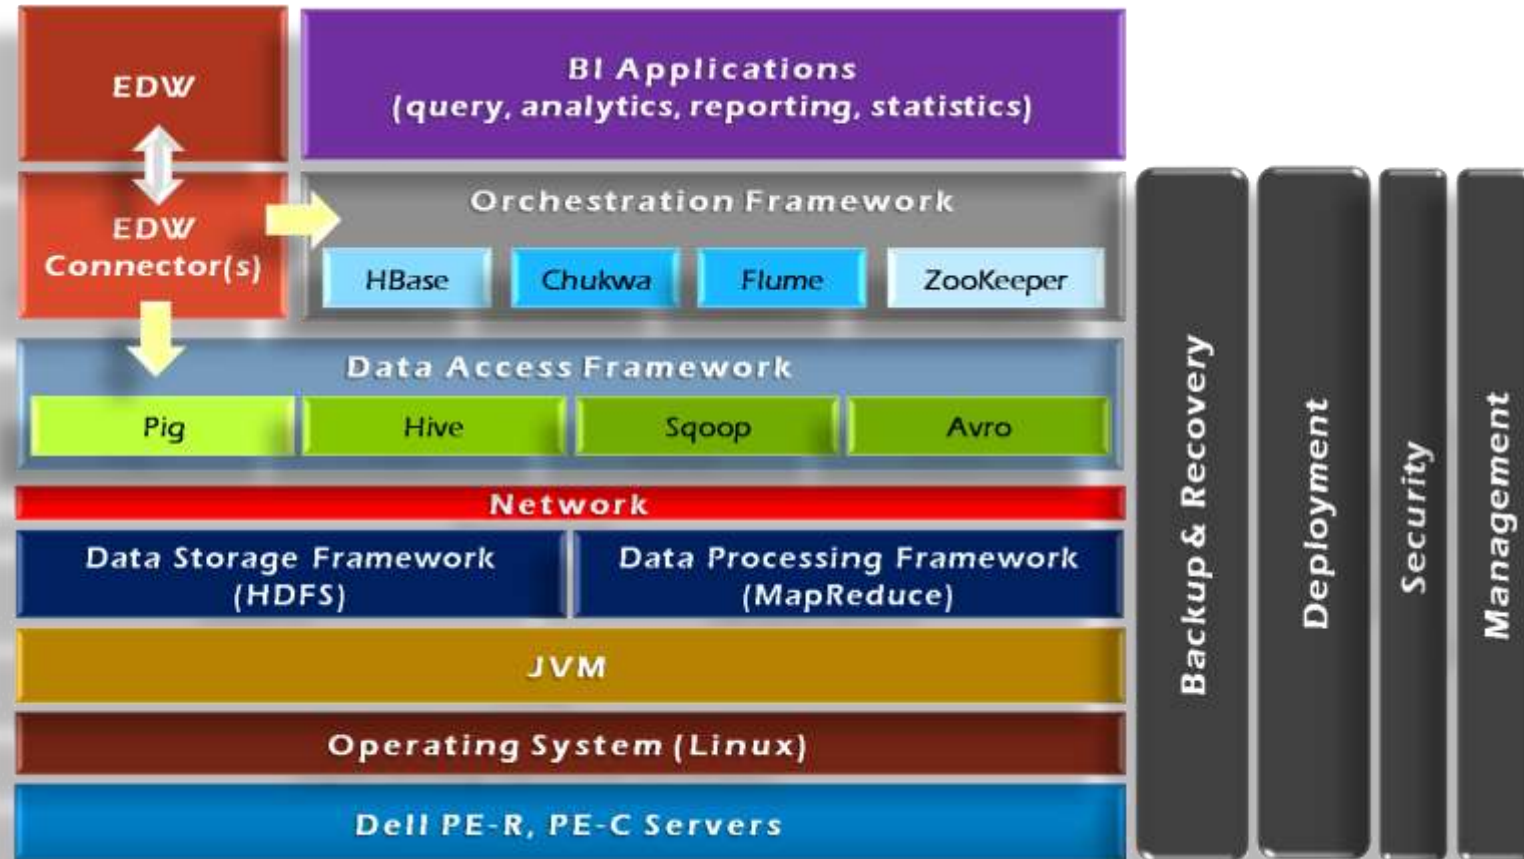 EDW
BI Applications
(query, analytics, reporting, statistics)
EDW
Connector(s)
Orchestration Framework
HBase
Chukwa
Flume
ZooKeeper
Data Access Framework
Pig
Hive
Sqoop
Avro
Network
Data Storage Framework
(HDFS)
Data Processing Framework
(MapReduce)
JVM
Operating System (Linux)
Dell PE-R, PE-C Servers
Backup & Recovery
Deployment
Security
Management